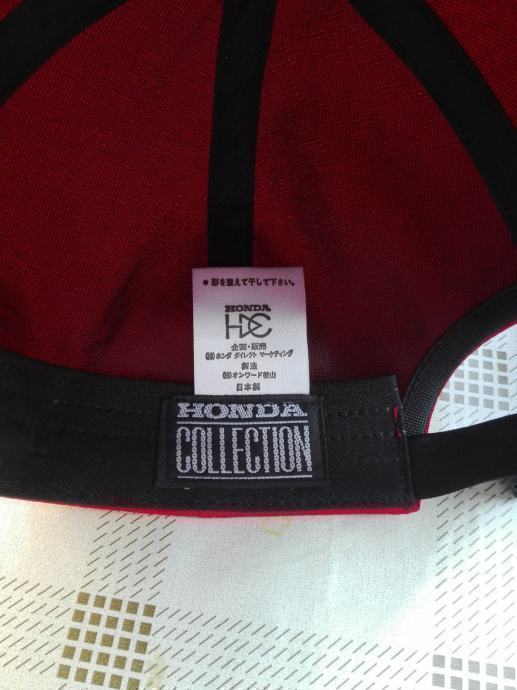 ●形を整えて干して下さい。
HONDA
HDC
企画・販売
㈱ホンダ ダイレクト マーケティング
製造
㈱オンワード樫山
日本製
HONDA
COLLECTION